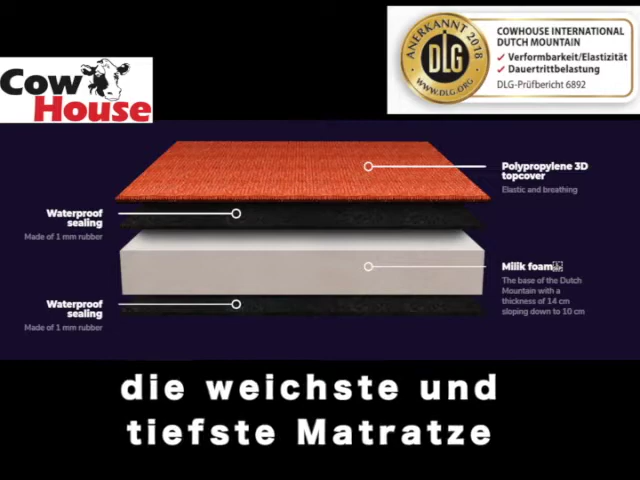 Cow
House
ANERKANNT 2018
DLG
WWW.DLG.ORG
COWHOUSE INTERNATIONAL
DUTCH MOUNTAIN
✓ Verformbarkeit/Elastizität
✓ Dauertrittbelastung
DLG-Prüfbericht 6892
Polypropylene 3D
topcover
Elastic and breathing
Waterproof
sealing
Made of 1 mm rubber
Milik foam
The base of the Dutch
Mountain with a
thickness of 14 cm
sloping down to 10 cm
Waterproof
sealing
Made of 1 mm rubber
die weichste und
tiefste Matratze